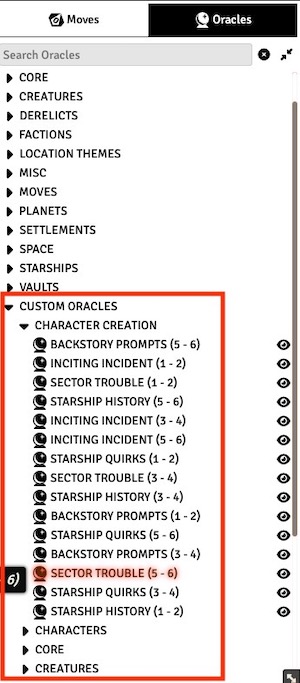 Moves
Oracles
Search Oracles
CORE
CREATURES
DERELICTS
FACTIONS
LOCATION THEMES
MISC
MOVES
PLANETS
SETTLEMENTS
SPACE
STARSHIPS
VAULTS
CUSTOM ORACLES
CHARACTER CREATION
BACKSTORY PROMPTS (5 - 6)
INCITING INCIDENT (1 - 2)
SECTOR TROUBLE (1 - 2)
STARSHIP HISTORY (5 - 6)
INCITING INCIDENT (3 - 4)
INCITING INCIDENT (5 - 6)
STARSHIP QUIRKS (1 - 2)
SECTOR TROUBLE (3 - 4)
STARSHIP HISTORY (3 - 4)
BACKSTORY PROMPTS (1 - 2)
STARSHIP QUIRKS (5 - 6)
BACKSTORY PROMPTS (3 - 4)
6) SECTOR TROUBLE (5 - 6)
STARSHIP QUIRKS (3 - 4)
STARSHIP HISTORY (1 - 2)
CHARACTERS
CORE
CREATURES